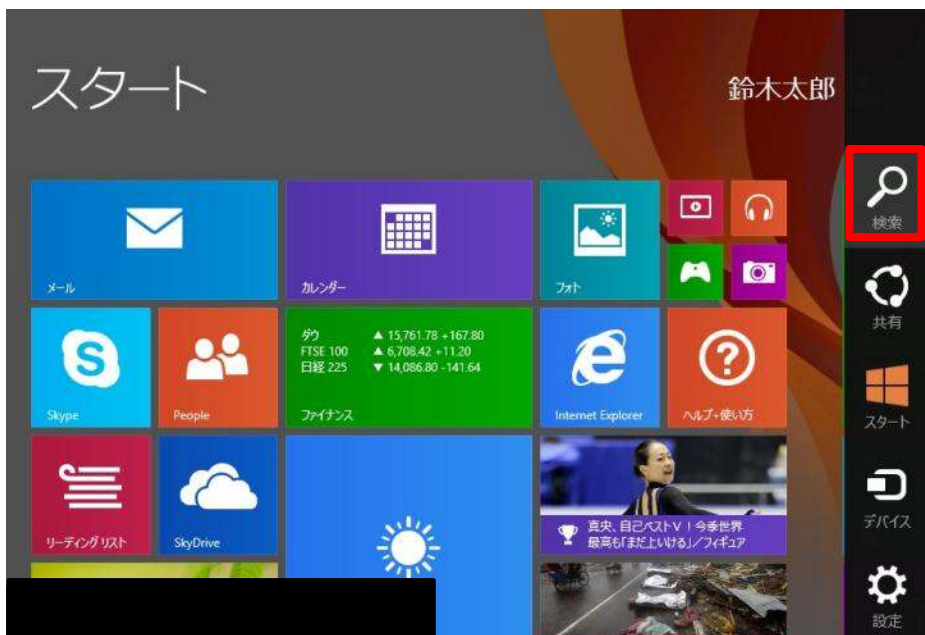 スタート
鈴木太郎
検索
メール
カレンダー
フォト
共有
ダウ ▲ 15,761.78 +167.80
FTSE 100 ▲ 6,708.42 +11.20
日経 225 ▼ 14,086.80 -141.64
Skype
People
ファイナンス
Internet Explorer
ヘルプ+使い方
スタート
リーディング リスト
SkyDrive
真央、自己ベストV!今季世界
最高も「まだ上いける」/フィギュア
デバイス
設定